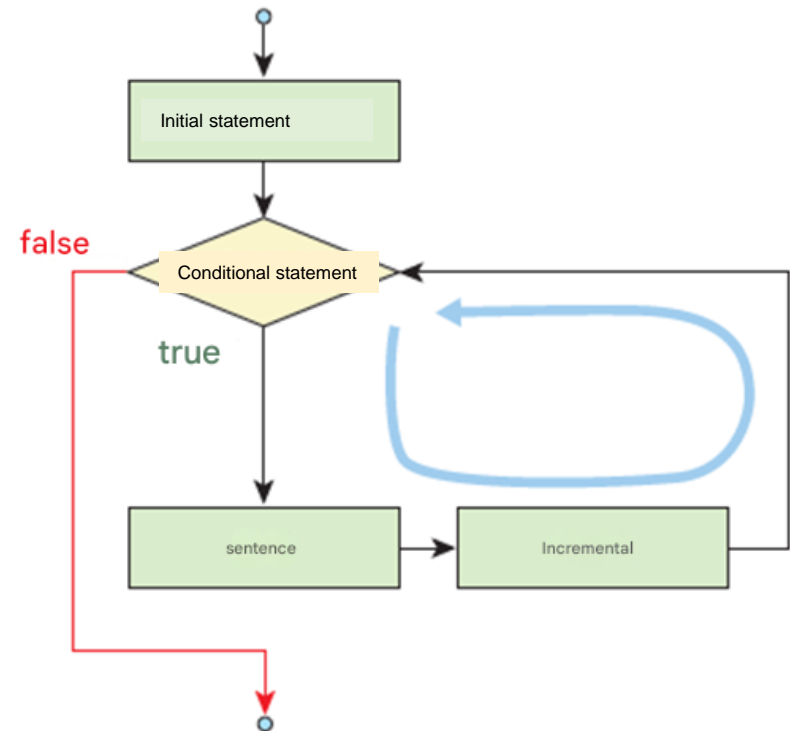 Initial statement
false
Conditional statement
true
sentence
Incremental